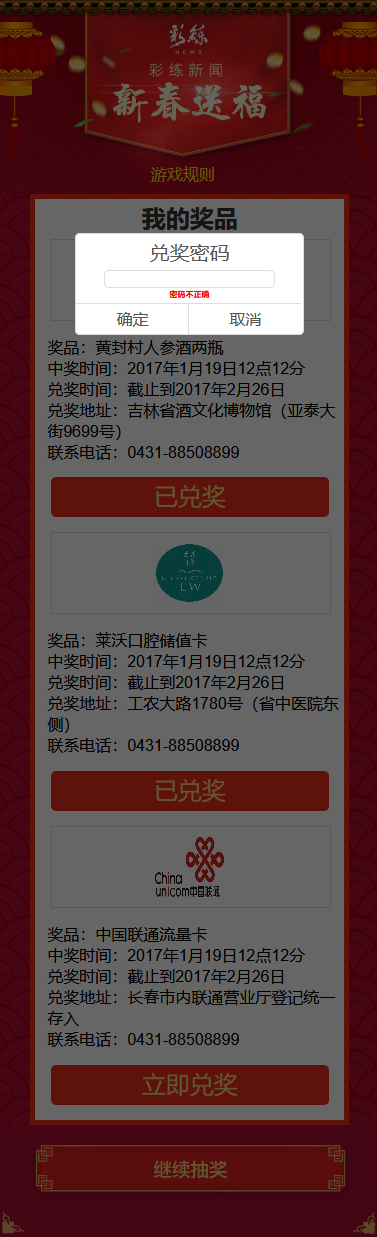 彩练
NEWS
彩练新闻
新春送福
游戏规则
我的奖品
兑奖密码
密码不正确
确定
取消
奖品：黄封村人参酒两瓶
中奖时间：2017年1月19日12点12分
兑奖时间：截止到2017年2月26日
兑奖地址：吉林省酒文化博物馆（亚泰大
街9699号）
联系电话：0431-88508899
已兑奖
LW
奖品：莱沃口腔储值卡
中奖时间：2017年1月19日12点12分
兑奖时间：截止到2017年2月26日
兑奖地址：工农大路1780号（省中医院东
侧）
联系电话：0431-88508899
已兑奖
China
unicom中国联通
奖品：中国联通流量卡
中奖时间：2017年1月19日12点12分
兑奖时间：截止到2017年2月26日
兑奖地址：长春市内联通营业厅登记统一
存入
联系电话：0431-88508899
立即兑奖
继续抽奖